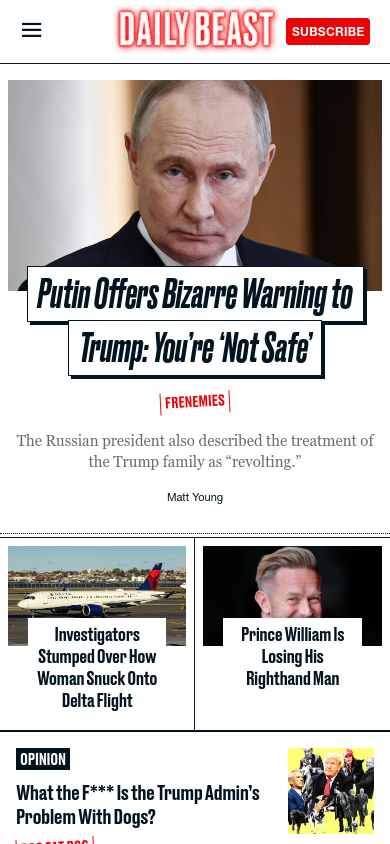 DAILY BEAST
SUBSCRIBE
Putin Offers Bizarre Warning to
Trump: You’re ‘Not Safe’
FRENEMIES
The Russian president also described the treatment of
the Trump family as “revolting.”
Matt Young
Investigators
Stumped Over How
Woman Snuck Onto
Delta Flight
Prince William Is
Losing His
Righthand Man
OPINION
What the F*** Is the Trump Admin’s
Problem With Dogs?